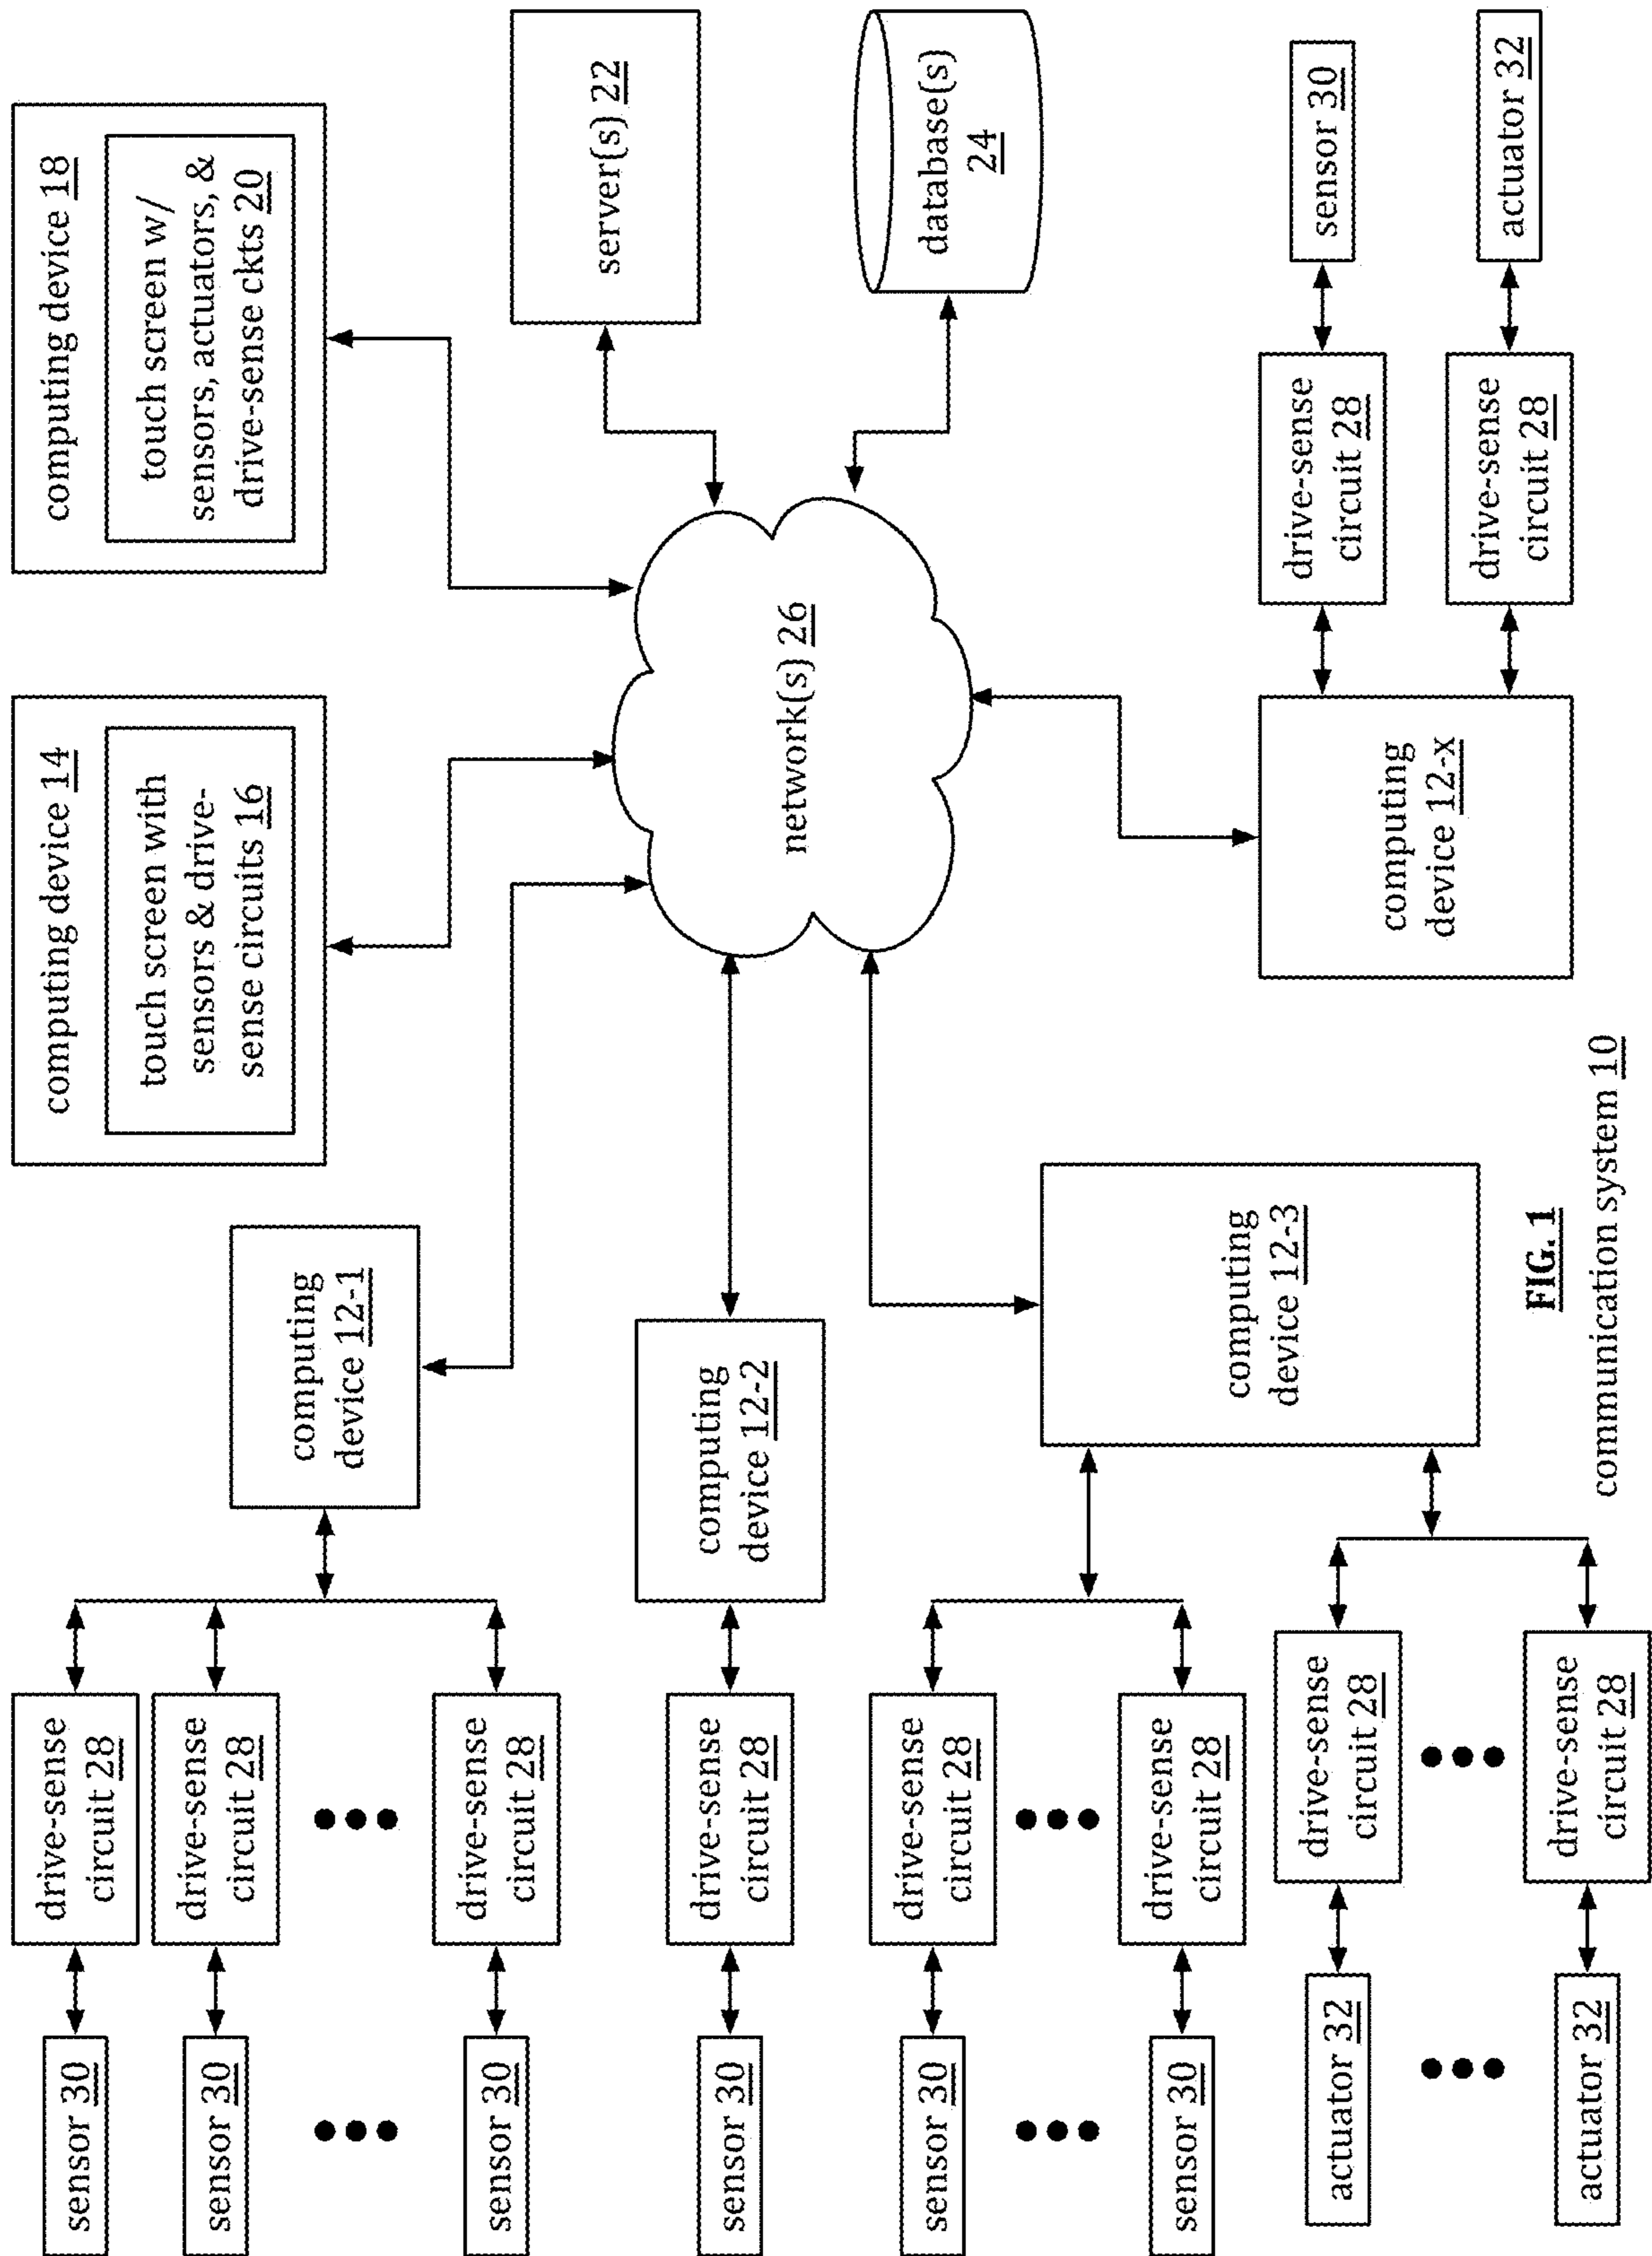 computing device 14
touch screen with
sensors & drive-
sense circuits 16
computing device 18
touch screen w/
sensors, actuators, &
drive-sense ckts 20
sensor 30
drive-sense
circuit 28
sensor 30
drive-sense
circuit 28
sensor 30
drive-sense
circuit 28
computing
device 12-1
server(s) 22
sensor 30
drive-sense
circuit 28
computing
device 12-2
network(s) 26
database(s)
24
sensor 30
drive-sense
circuit 28
sensor 30
drive-sense
circuit 28
computing
device 12-3
actuator 32
drive-sense
circuit 28
actuator 32
drive-sense
circuit 28
computing
device 12-x
drive-sense
circuit 28
sensor 30
drive-sense
circuit 28
actuator 32
FIG. 1
communication system 10